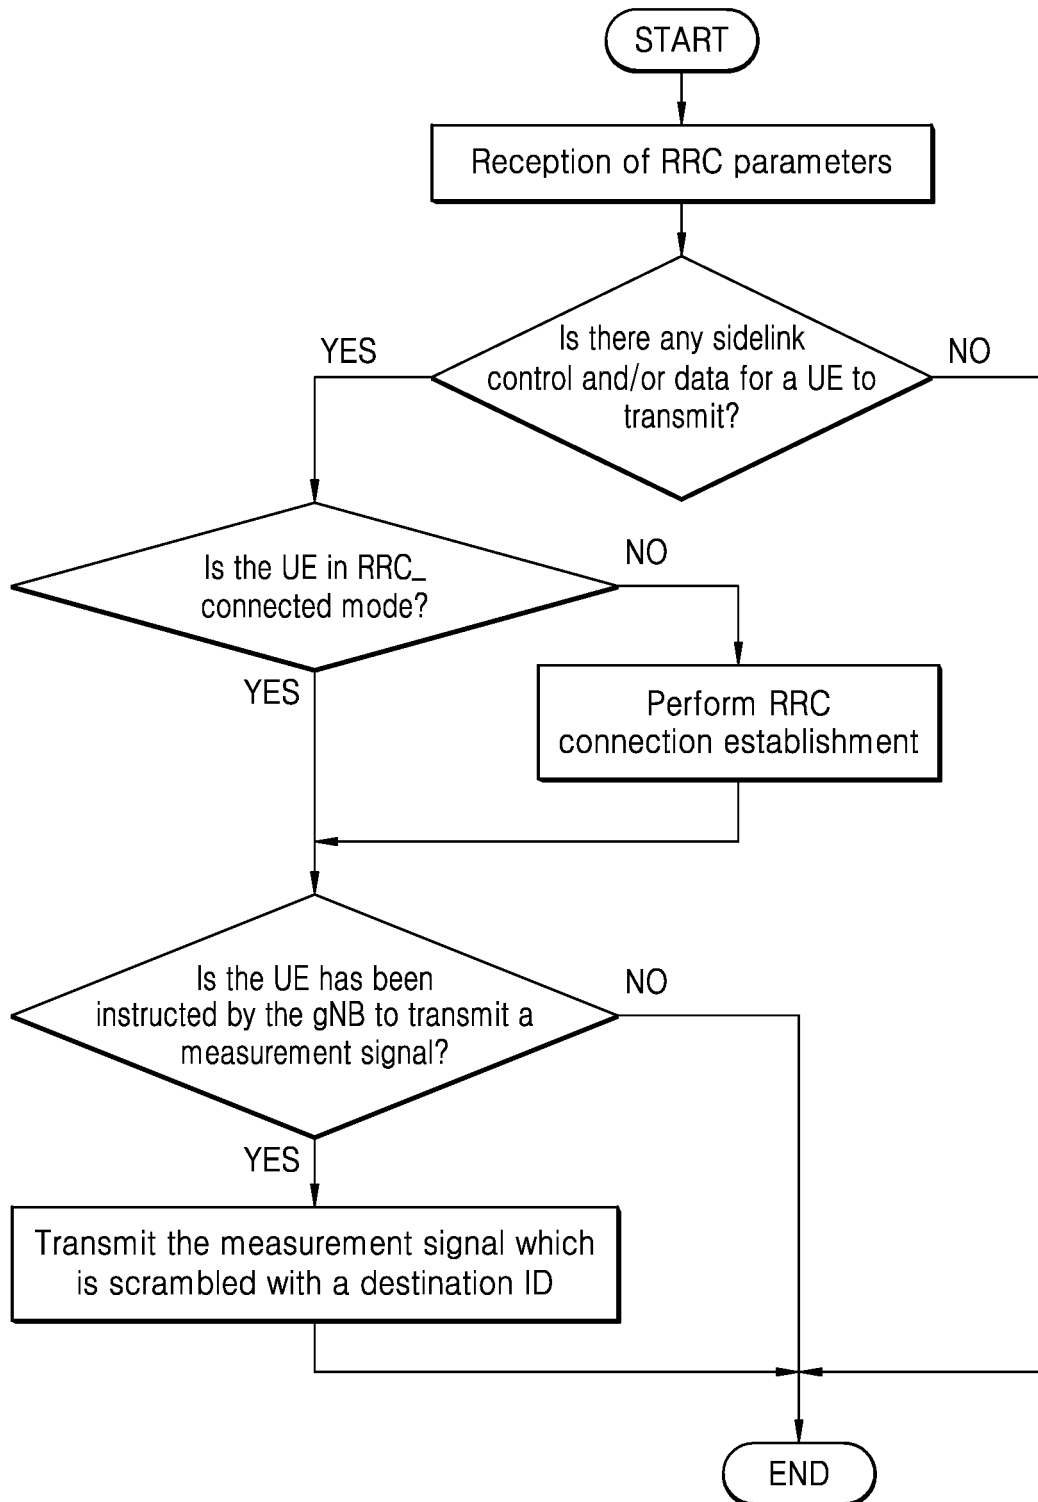 START
Reception of RRC parameters
Is there any sidelink
control and/or data for a UE to
transmit?
YES
NO
Is the UE in RRC_
connected mode?
NO
YES
Perform RRC
connection establishment
Is the UE has been
instructed by the gNB to transmit a
measurement signal?
NO
YES
Transmit the measurement signal which
is scrambled with a destination ID
END